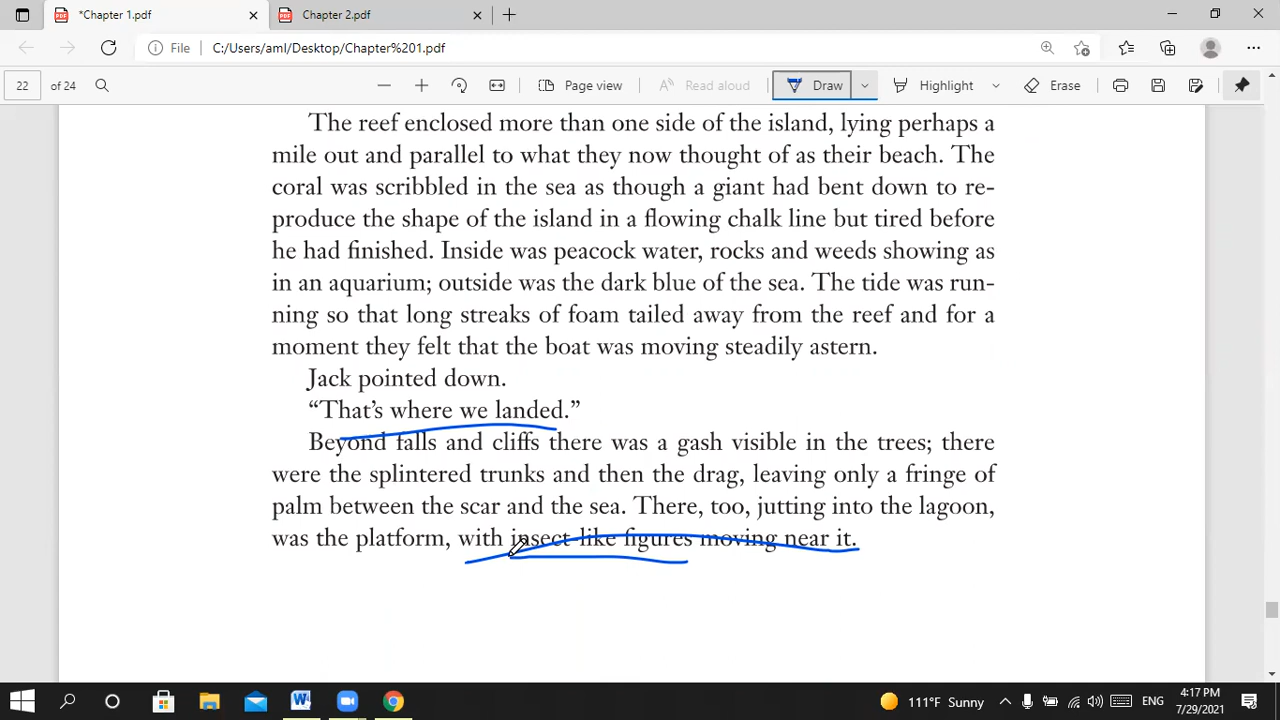 *Chapter 1.pdf
Chapter 2.pdf
File C:/Users/aml/Desktop/Chapter%201.pdf
22 of 24 Page view Read aloud Draw Highlight Erase
The reef enclosed more than one side of the island, lying perhaps a
mile out and parallel to what they now thought of as their beach. The
coral was scribbled in the sea as though a giant had bent down to re-
produce the shape of the island in a flowing chalk line but tired before
he had finished. Inside was peacock water, rocks and weeds showing as
in an aquarium; outside was the dark blue of the sea. The tide was run-
ning so that long streaks of foam tailed away from the reef and for a
moment they felt that the boat was moving steadily astern.
Jack pointed down.
“That’s where we landed.”
Beyond falls and cliffs there was a gash visible in the trees; there
were the splintered trunks and then the drag, leaving only a fringe of
palm between the scar and the sea. There, too, jutting into the lagoon,
was the platform, with insect-like figures moving near it.
111°F Sunny ENG 4:17 PM
7/29/2021